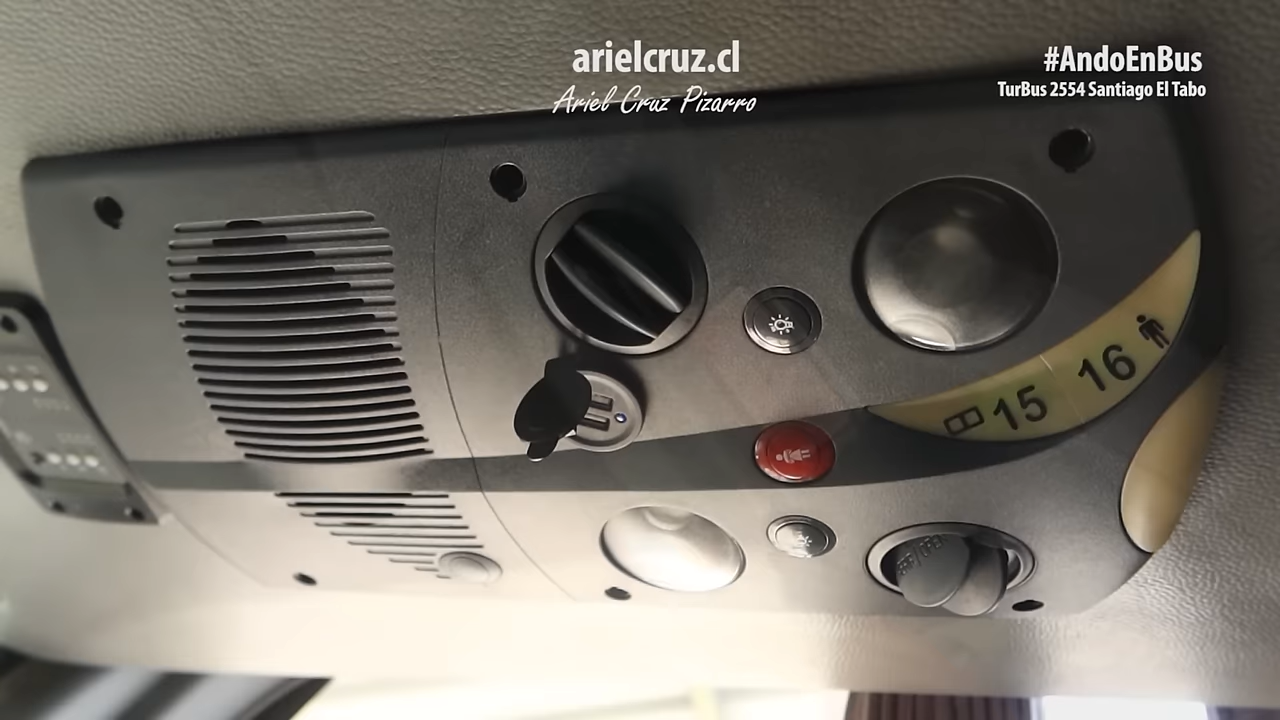 arielcruz.cl
Ariel Cruz Pizarro
#AndoEnBus
TurBus 2554 Santiago El Tabo
15 16